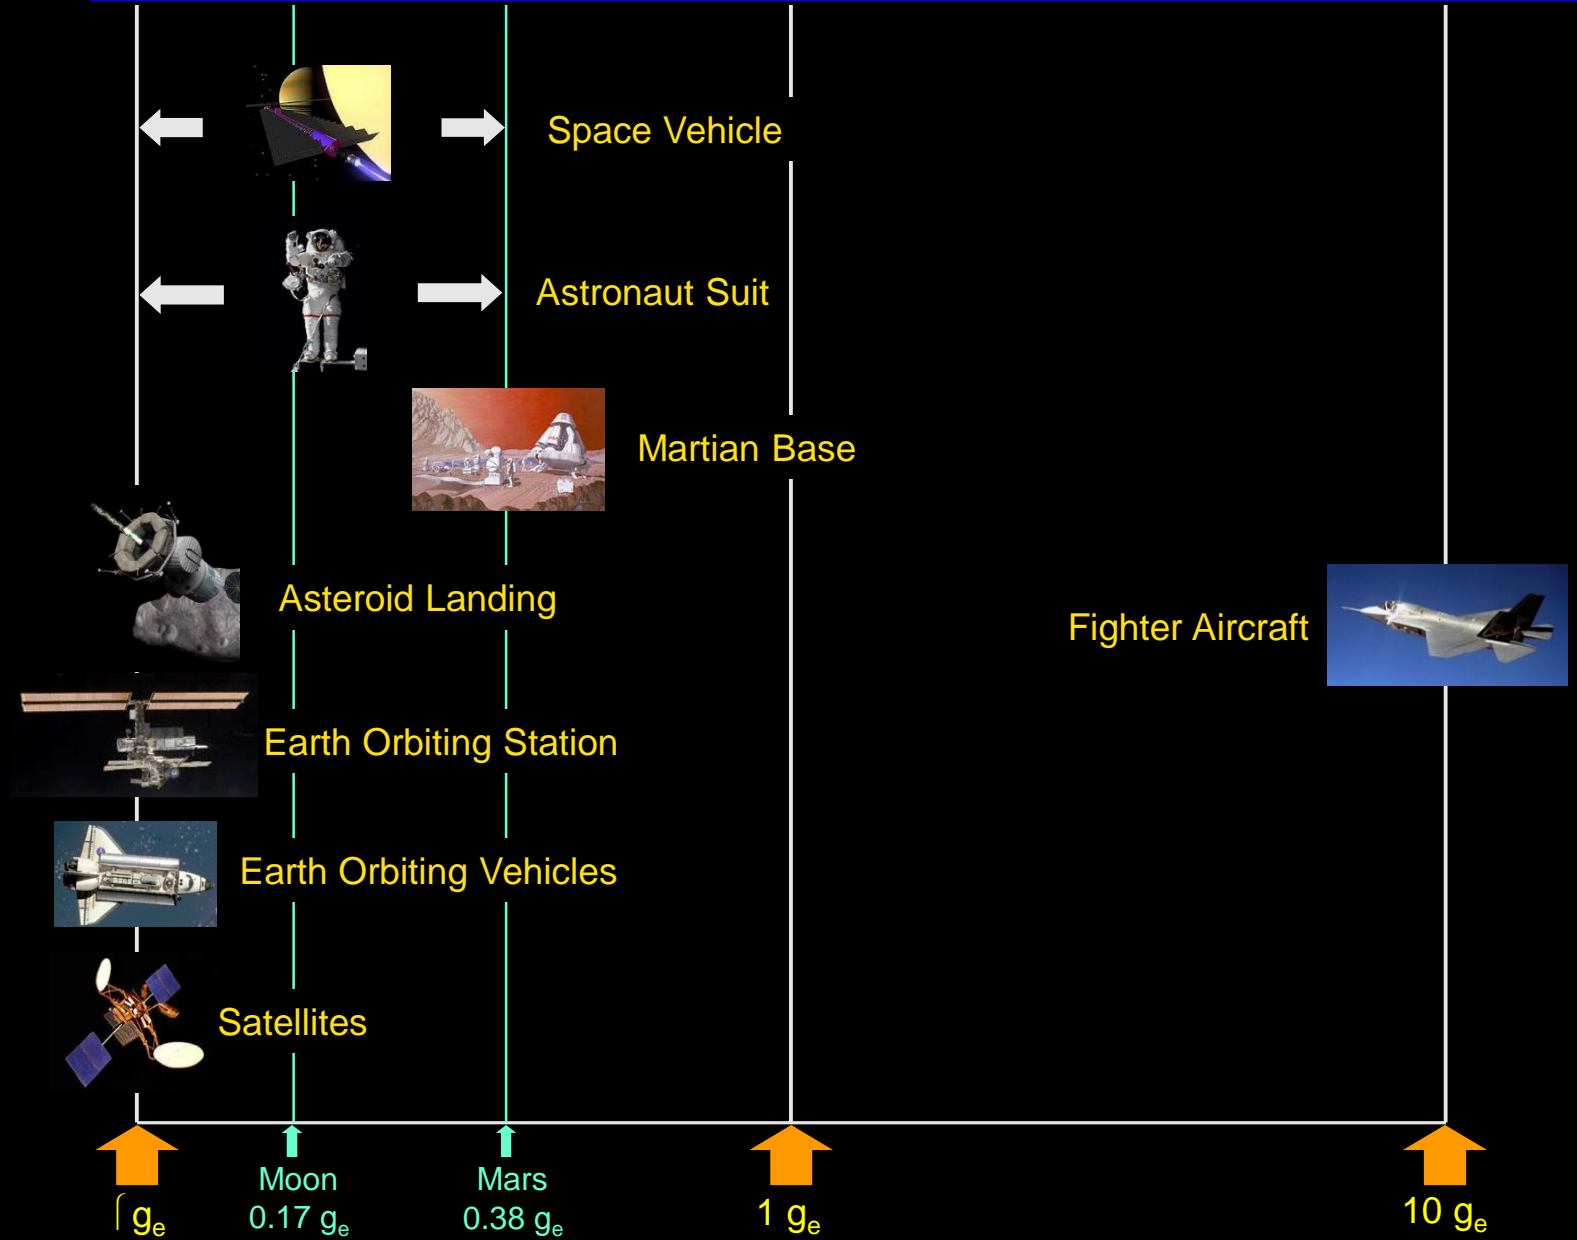 Space Vehicle
Astronaut Suit
Martian Base
Asteroid Landing
Fighter Aircraft
Earth Orbiting Station
Earth Orbiting Vehicles
Satellites
⌠ gₑ
Moon
0.17 gₑ
Mars
0.38 gₑ
1 gₑ
10 gₑ